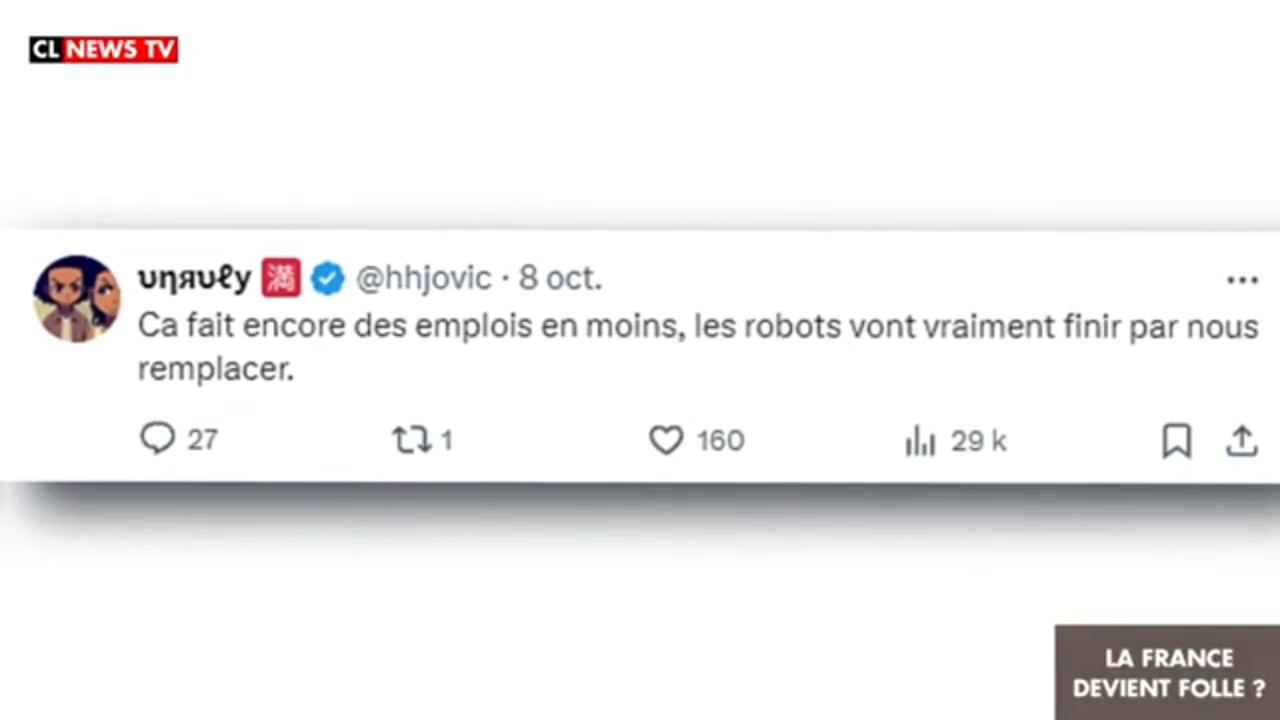 CL NEWS TV
υηяυℓу 🈵 @hhjovic · 8 oct.
Ca fait encore des emplois en moins, les robots vont vraiment finir par nous
remplacer.
27 1 160 29 k
LA FRANCE
DEVIENT FOLLE ?